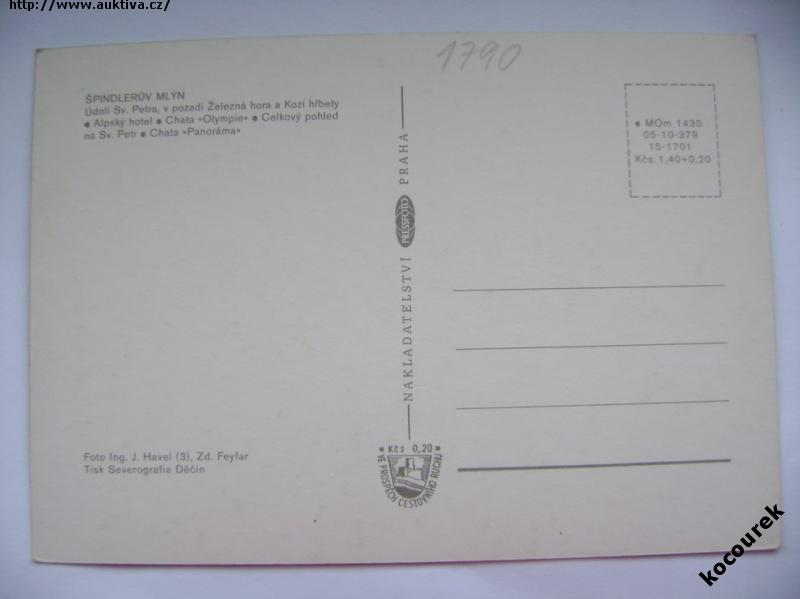 http://www.auktiva.cz/
1790
ŠPINDLERŮV MLÝN
Údolí Sv. Petra, v pozadí Železná hora a Kozí hřbety
● Alpský hotel ● Chata »Olympie« ● Celkový pohled
na Sv. Petr ● Chata »Panoráma«
● MOm 1430
05-10-379
15-1701
Kčs 1,40+0,20
NAKLADATELSTVÍ PRESSFOTO PRAHA
Foto Ing. J. Havel (3), Zd. Feyfar
Tisk Severografia Děčín
Kčs 0,20
VE PROSPĚCH CESTOVNÍHO RUCHU
kocourek